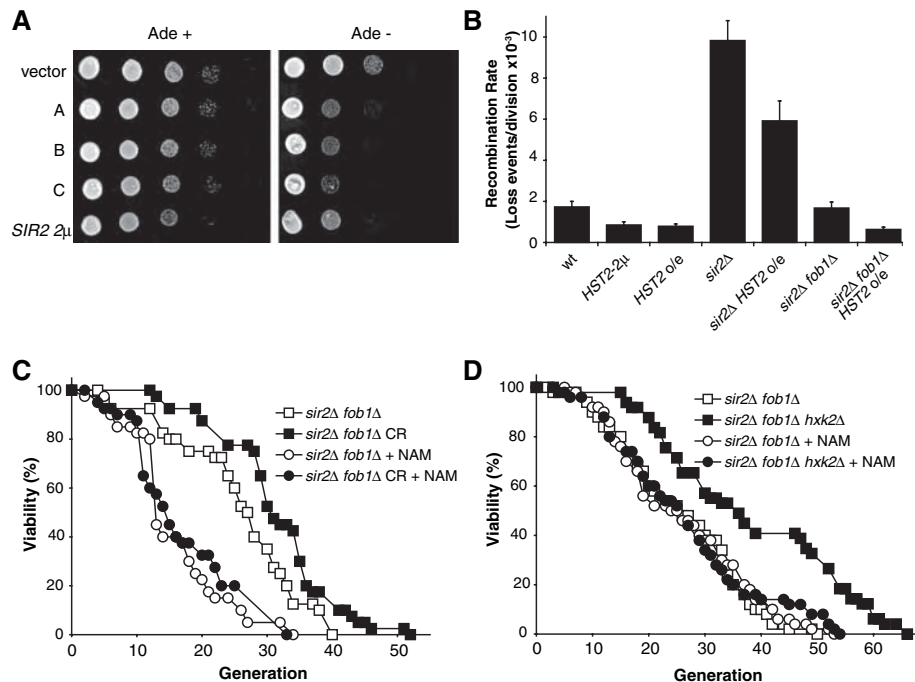 A
Ade +
Ade -
vector
A
B
C
SIR2 2µ
B
Recombination Rate
(Loss events/division x10-3)
10
8
6
4
2
0
wt
HST2-2µ
HST2 o/e
sir2Δ
sir2Δ HST2 o/e
sir2Δ fob1Δ
sir2Δ fob1Δ
HST2 o/e
C
Viability (%)
100
80
60
40
20
0
0
10
20
30
40
50
Generation
sir2Δ fob1Δ
sir2Δ fob1Δ CR
sir2Δ fob1Δ + NAM
sir2Δ fob1Δ CR + NAM
D
Viability (%)
100
80
60
40
20
0
0
10
20
30
40
50
60
Generation
sir2Δ fob1Δ
sir2Δ fob1Δ hxk2Δ
sir2Δ fob1Δ + NAM
sir2Δ fob1Δ hxk2Δ + NAM